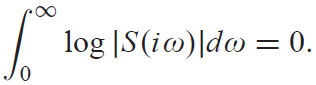 ∫₀^∞ log |S(iω)|dω = 0.